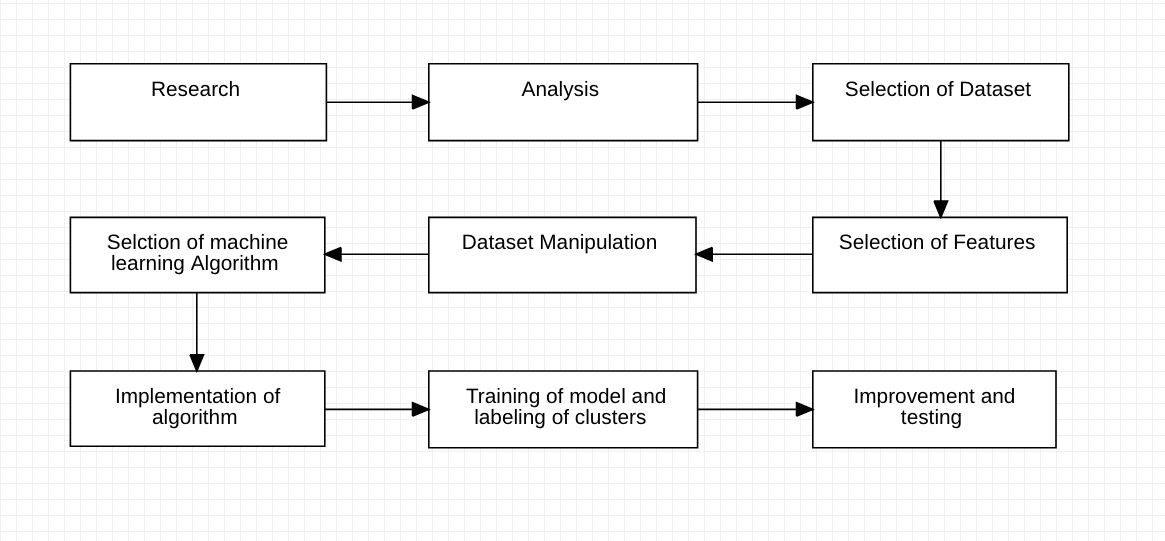 Research
Analysis
Selection of Dataset
Selction of machine
learning Algorithm
Dataset Manipulation
Selection of Features
Implementation of
algorithm
Training of model and
labeling of clusters
Improvement and
testing